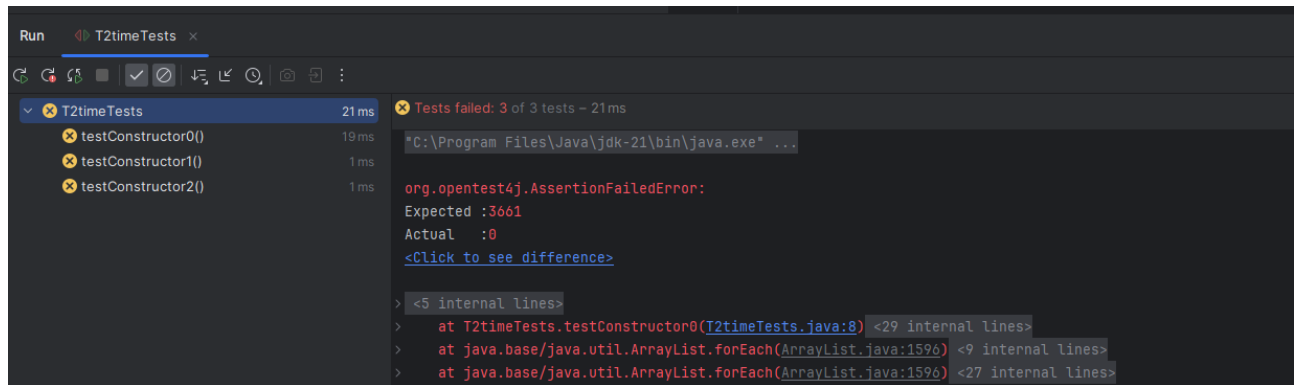 Run T2timeTests ×
T2timeTests 21 ms
testConstructor0() 19 ms
testConstructor1() 1 ms
testConstructor2() 1 ms
Tests failed: 3 of 3 tests – 21 ms
"C:\Program Files\Java\jdk-21\bin\java.exe" ...
org.opentest4j.AssertionFailedError:
Expected :3661
Actual   :0
<Click to see difference>
> <5 internal lines>
> at T2timeTests.testConstructor0(T2timeTests.java:8) <29 internal lines>
> at java.base/java.util.ArrayList.forEach(ArrayList.java:1596) <9 internal lines>
> at java.base/java.util.ArrayList.forEach(ArrayList.java:1596) <27 internal lines>